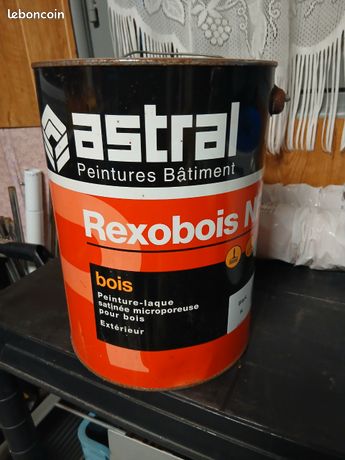 leboncoin
astral
Peintures Bâtiment
Rexobois
bois
Peinture-laque
satinée microporeuse
pour bois
Extérieur